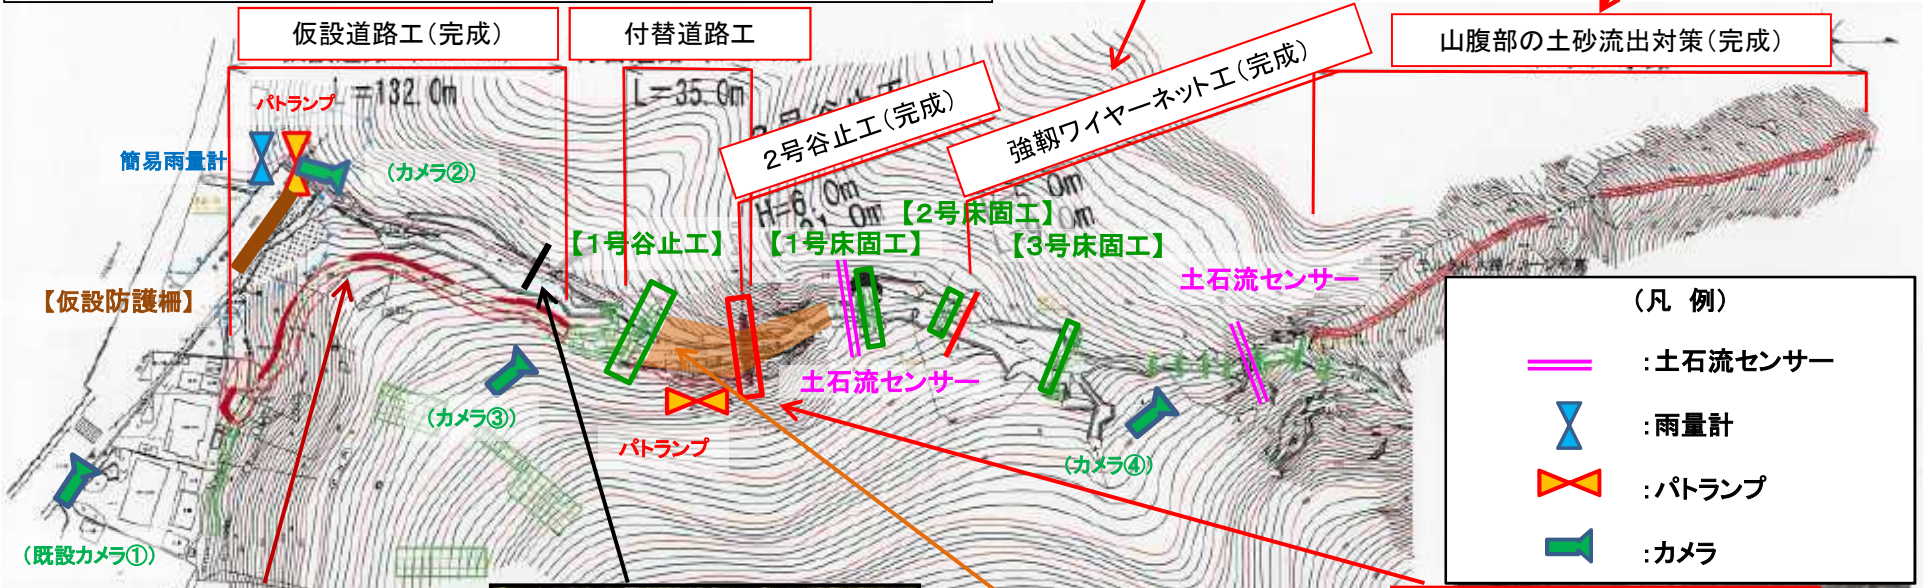 仮設道路工(完成)
付替道路工
山腹部の土砂流出対策(完成)
L=132.0m
L=35.0m
2号谷止工(完成)
強靭ワイヤーネット工(完成)
パトランプ
簡易雨量計
(カメラ②)
H=6.0m
【2号床固工】
【1号谷止工】
【1号床固工】
【3号床固工】
土石流センサー
【仮設防護柵】
土石流センサー
(カメラ③)
パトランプ
(カメラ④)
(既設カメラ①)
(凡 例)
:土石流センサー
:雨量計
:パトランプ
:カメラ